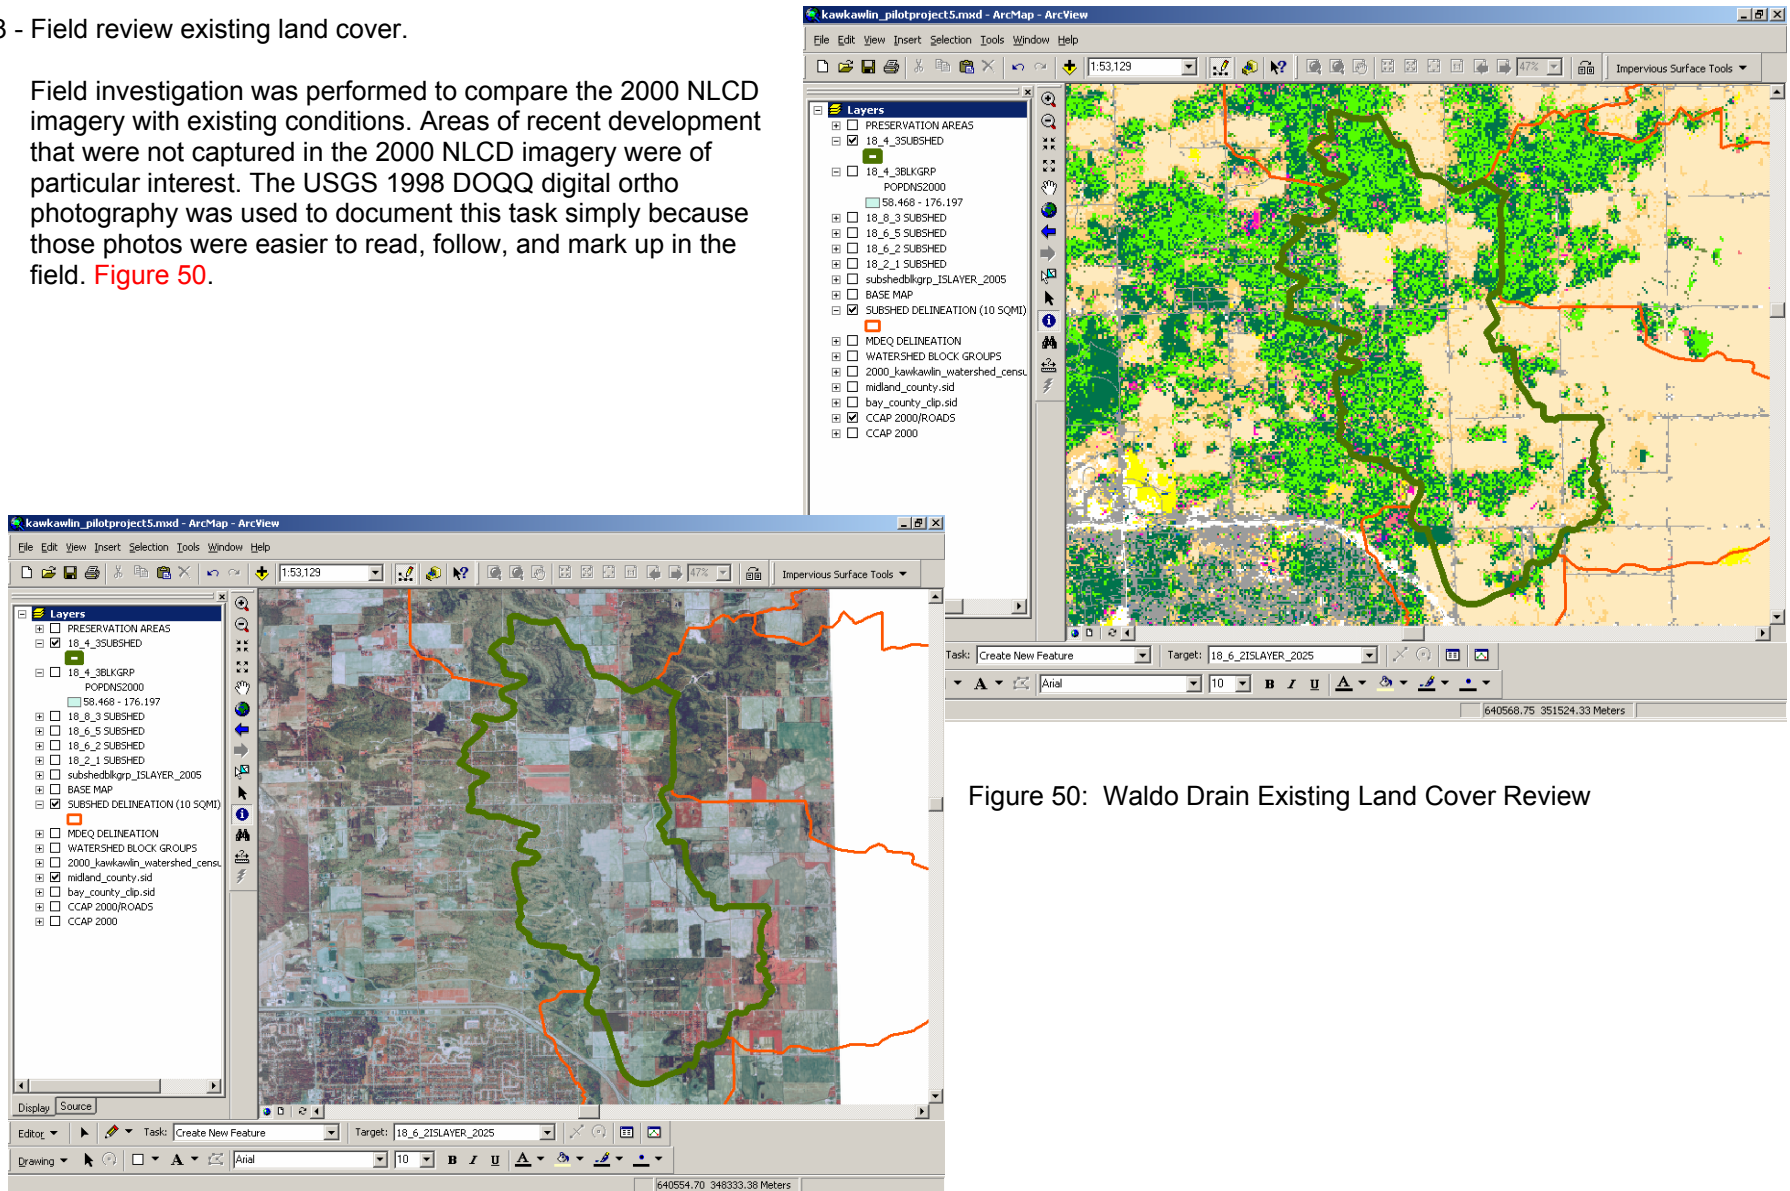 3 - Field review existing land cover.
Field investigation was performed to compare the 2000 NLCD
imagery with existing conditions. Areas of recent development
that were not captured in the 2000 NLCD imagery were of
particular interest. The USGS 1998 DOQQ digital ortho
photography was used to document this task simply because
those photos were easier to read, follow, and mark up in the
field. Figure 50.
kawkawlin_pilotproject5.mxd - ArcMap - ArcView
File Edit View Insert Selection Tools Window Help
1:53,129
47%
Impervious Surface Tools
Layers
PRESERVATION AREAS
18_4_3SUBSHED
18_4_3BLKGRP
POPDNS2000
58.468 - 176.197
18_8_3 SUBSHED
18_6_5 SUBSHED
18_6_2 SUBSHED
18_2_1 SUBSHED
subshedblkgrp_ISLAYER_2005
BASE MAP
SUBSHED DELINEATION (10 SQMI)
MDEQ DELINEATION
WATERSHED BLOCK GROUPS
2000_kawkawlin_watershed_censu
midland_county.sid
bay_county_clip.sid
CCAP 2000/ROADS
CCAP 2000
Task: Create New Feature
Target: 18_6_2ISLAYER_2025
A Arial 10 B I U A
640568.75 351524.33 Meters
kawkawlin_pilotproject5.mxd - ArcMap - ArcView
File Edit View Insert Selection Tools Window Help
1:53,129
47%
Impervious Surface Tools
Layers
PRESERVATION AREAS
18_4_3SUBSHED
18_4_3BLKGRP
POPDNS2000
58.468 - 176.197
18_8_3 SUBSHED
18_6_5 SUBSHED
18_6_2 SUBSHED
18_2_1 SUBSHED
subshedblkgrp_ISLAYER_2005
BASE MAP
SUBSHED DELINEATION (10 SQMI)
MDEQ DELINEATION
WATERSHED BLOCK GROUPS
2000_kawkawlin_watershed_censu
midland_county.sid
bay_county_clip.sid
CCAP 2000/ROADS
CCAP 2000
Display Source
Editor Task: Create New Feature Target: 18_6_2ISLAYER_2025
Drawing A Arial 10 B I U A
640554.70 348333.38 Meters
Figure 50: Waldo Drain Existing Land Cover Review